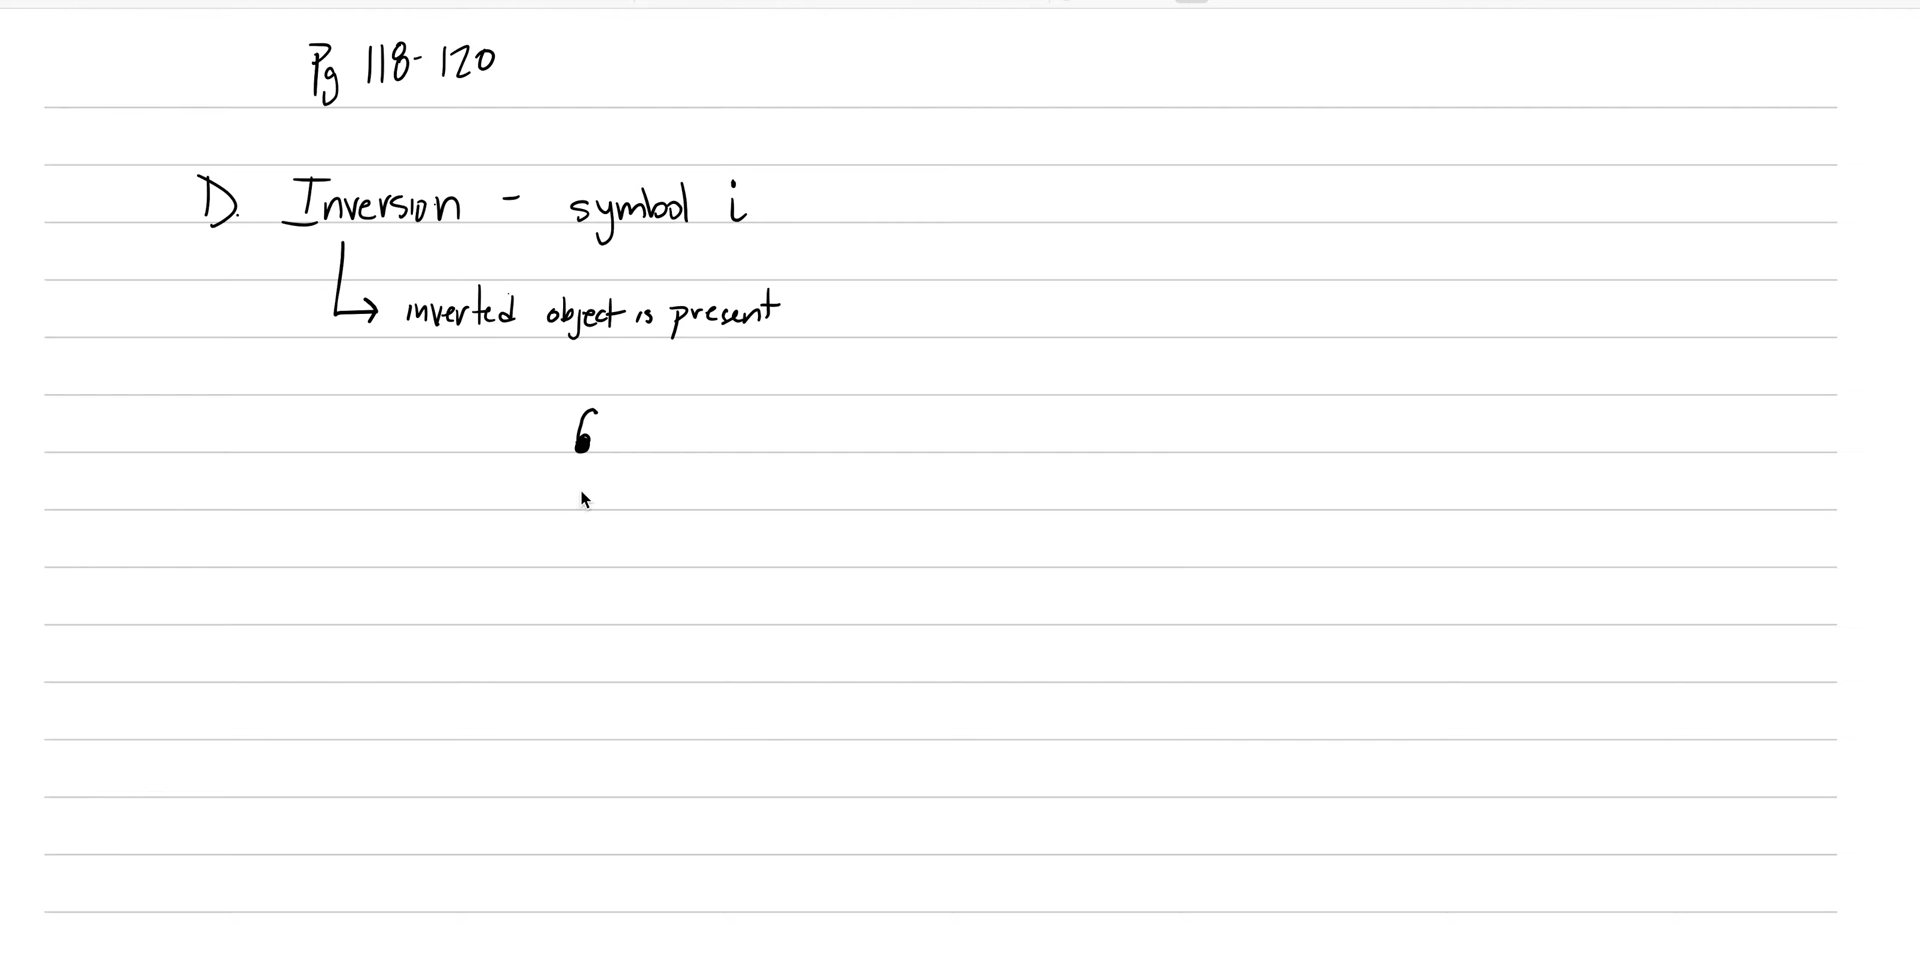 Pg 118-120
D. Inversion - symbol i
inverted object is present
6